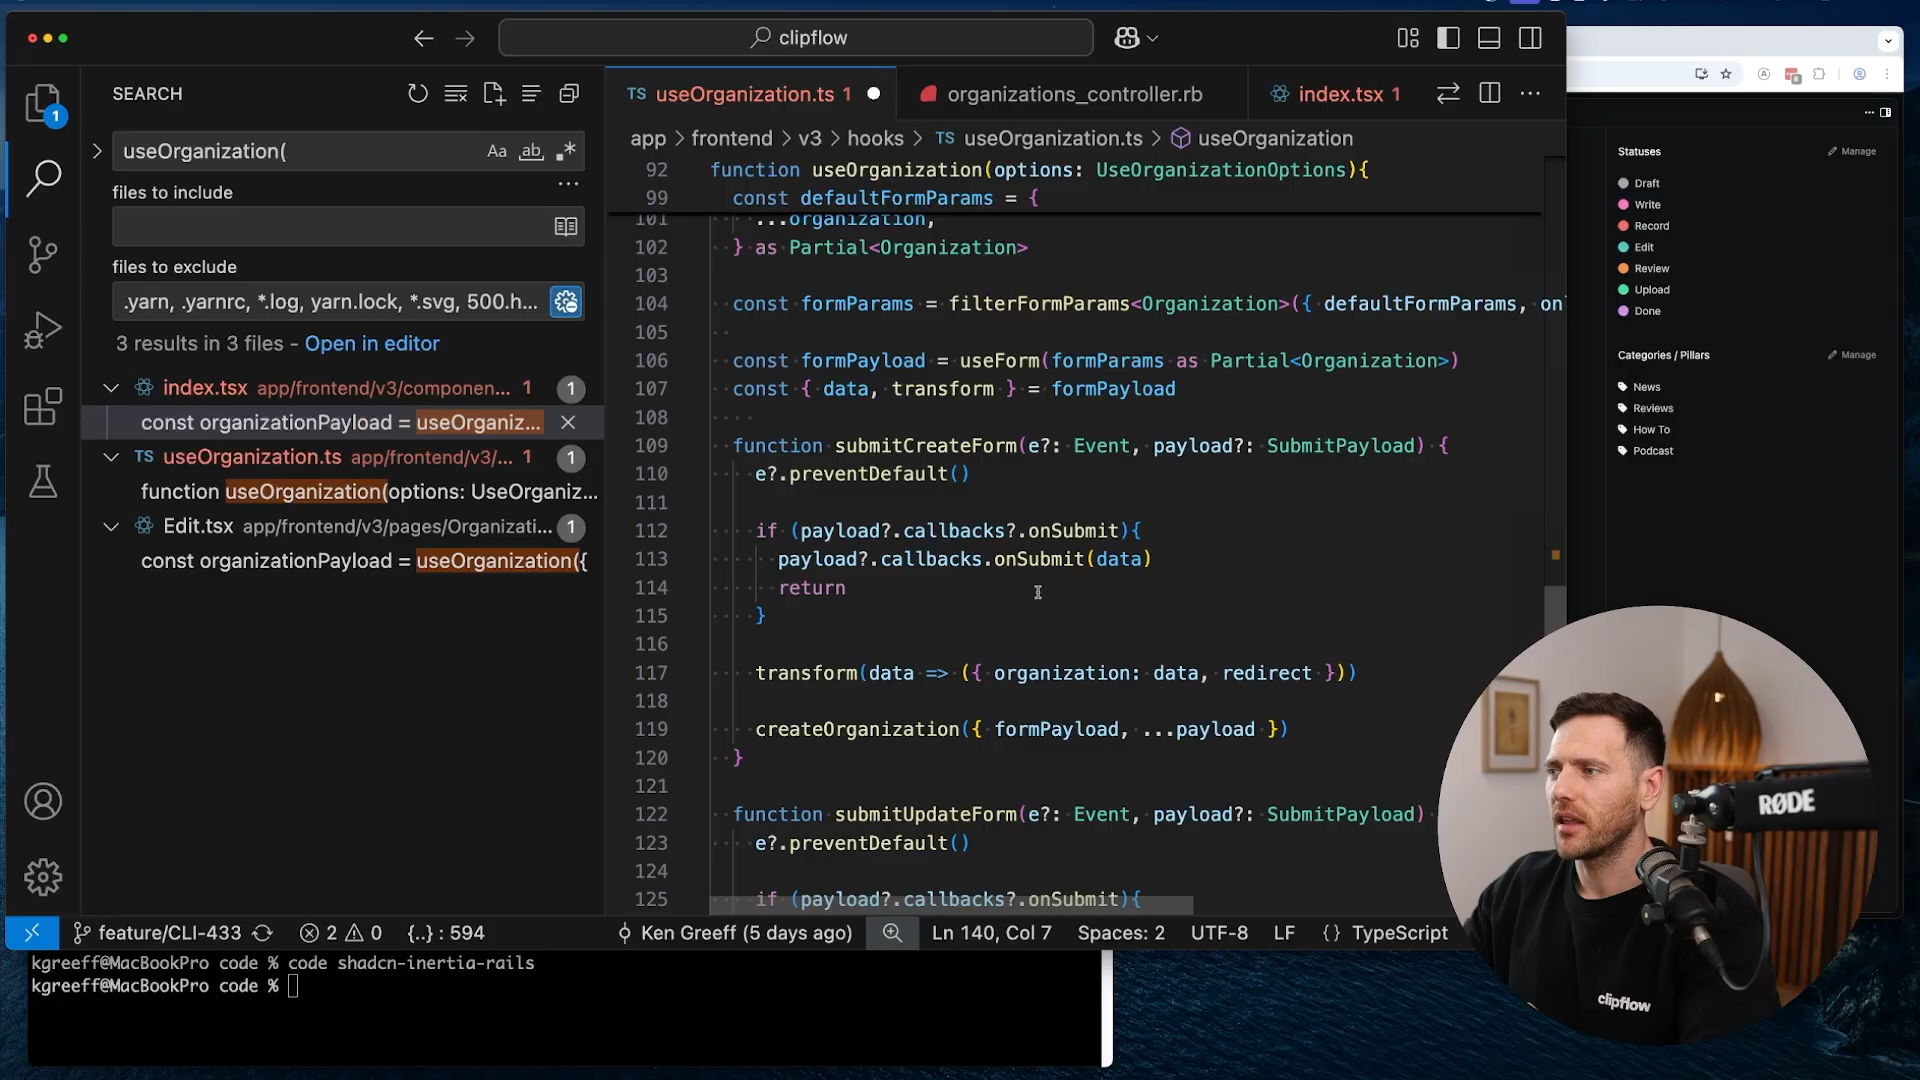 clipflow
SEARCH
useOrganization(
Aa
ab
files to include
files to exclude
.yarn, .yarnrc, *.log, yarn.lock, *.svg, 500.h...
3 results in 3 files - Open in editor
index.tsx app/frontend/v3/componen... 1
1
const organizationPayload = useOrganiz...
TS useOrganization.ts app/frontend/v3/... 1
1
function useOrganization(options: UseOrganiz...
Edit.tsx app/frontend/v3/pages/Organizati...
1
const organizationPayload = useOrganization({
1
TS useOrganization.ts 1
organizations_controller.rb
index.tsx 1
app > frontend > v3 > hooks > TS useOrganization.ts > useOrganization
92 function useOrganization(options: UseOrganizationOptions){
99 const defaultFormParams = {
101 ...organization,
102 } as Partial<Organization>
103
104 const formParams = filterFormParams<Organization>({ defaultFormParams, on
105
106 const formPayload = useForm(formParams as Partial<Organization>)
107 const { data, transform } = formPayload
108
109 function submitCreateForm(e?: Event, payload?: SubmitPayload) {
110 e?.preventDefault()
111
112 if (payload?.callbacks?.onSubmit){
113 payload?.callbacks.onSubmit(data)
114 return
115 }
116
117 transform(data => ({ organization: data, redirect }))
118
119 createOrganization({ formPayload, ...payload })
120 }
121
122 function submitUpdateForm(e?: Event, payload?: SubmitPayload)
123 e?.preventDefault()
124
125 if (payload?.callbacks?.onSubmit){
feature/CLI-433
2
0
{..} : 594
Ken Greeff (5 days ago)
Ln 140, Col 7
Spaces: 2
UTF-8
LF
{} TypeScript
kgreeff@MacBookPro code % code shadcn-inertia-rails
kgreeff@MacBookPro code %
Statuses
Manage
Draft
Write
Record
Edit
Review
Upload
Done
Categories / Pillars
Manage
News
Reviews
How To
Podcast
RØDE
clipflow